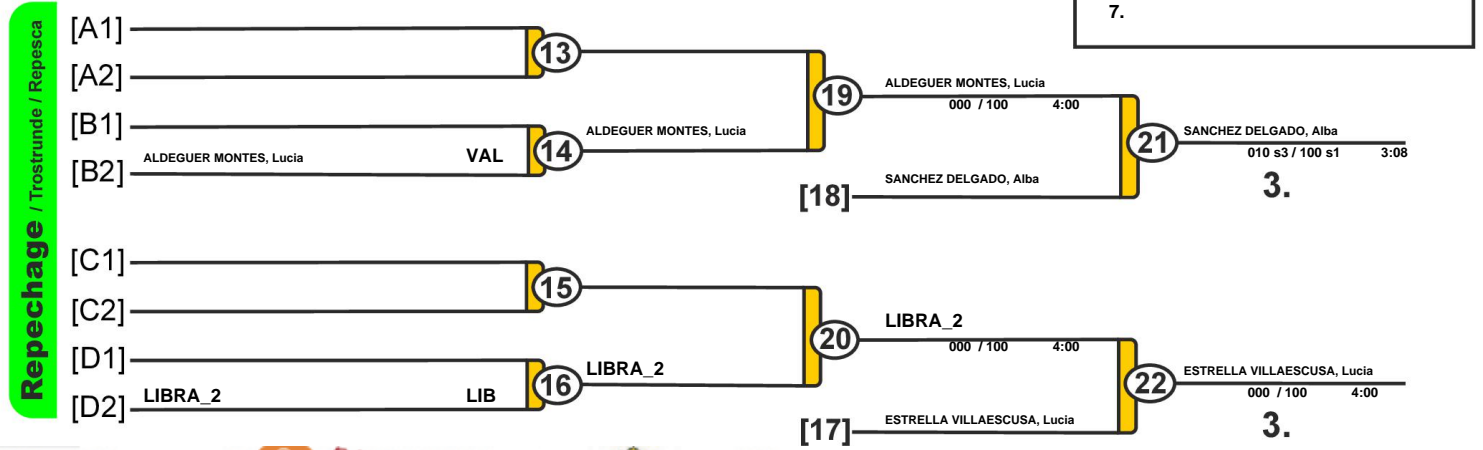 7.
Repechage / Trostrunde / Repesca
[A1]
13
[A2]
19
ALDEGUER MONTES, Lucia
000 / 100 4:00
[B1]
ALDEGUER MONTES, Lucia VAL
14
ALDEGUER MONTES, Lucia
[B2]
21
SANCHEZ DELGADO, Alba
010 s3 / 100 s1 3:08
3.
[18]
SANCHEZ DELGADO, Alba
[C1]
15
[C2]
20
LIBRA_2
000 / 100 4:00
[D1]
LIBRA_2 LIB
16
LIBRA_2
[D2]
22
ESTRELLA VILLAESCUSA, Lucia
000 / 100 4:00
3.
[17]
ESTRELLA VILLAESCUSA, Lucia